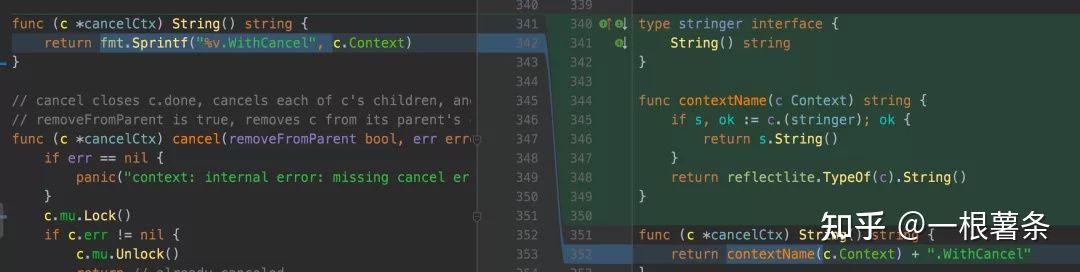 func (c *cancelCtx) String() string {
return fmt.Sprintf("%v.WithCancel", c.Context)
}
// cancel closes c.done, cancels each of c's children, an
// removeFromParent is true, removes c from its parent's
func (c *cancelCtx) cancel(removeFromParent bool, err erro
if err == nil {
panic("context: internal error: missing cancel er
}
c.mu.Lock()
if c.err != nil {
c.mu.Unlock()
return // already canceled
340 339
341 340
342 341
343 342
344 343
345 344
346 345
347 346
348 347
349 348
350 349
351 350
352 351
353 352
type stringer interface {
String() string
}
func contextName(c Context) string {
if s, ok := c.(stringer); ok {
return s.String()
}
return reflectlite.TypeOf(c).String()
}
func (c *cancelCtx) String() string {
return contextName(c.Context) + ".WithCancel"
知乎 @一根薯条